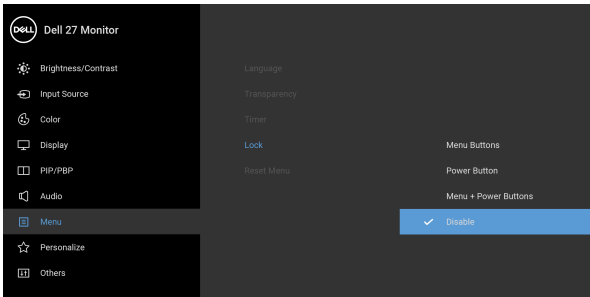 DELL Dell 27 Monitor
Brightness/Contrast
Input Source
Color
Display
PIP/PBP
Audio
Menu
Personalize
Others
Language
Transparency
Timer
Lock
Reset Menu
Menu Buttons
Power Button
Menu + Power Buttons
Disable